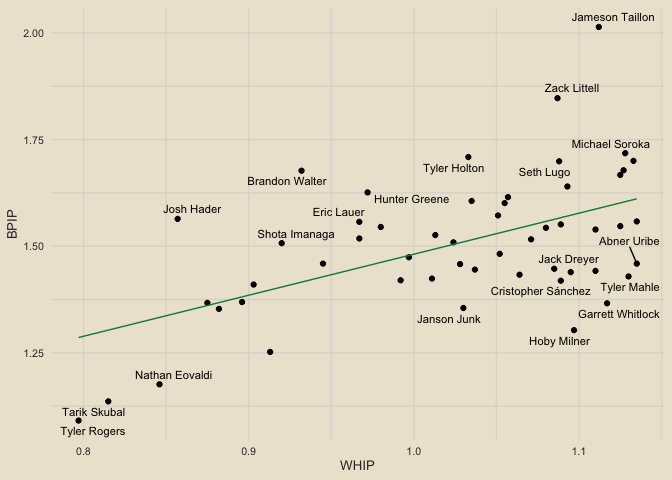 Jameson Taillon
2.00
Zack Littell
1.75
Michael Soroka
Tyler Holton
Seth Lugo
Brandon Walter
Hunter Greene
Josh Hader
Eric Lauer
Shota Imanaga
BPIP
1.50
Abner Uribe
Jack Dreyer
Tyler Mahle
Cristopher Sánchez
Garrett Whitlock
Janson Junk
Hoby Milner
1.25
Nathan Eovaldi
Tarik Skubal
Tyler Rogers
0.8 0.9 1.0 1.1
WHIP